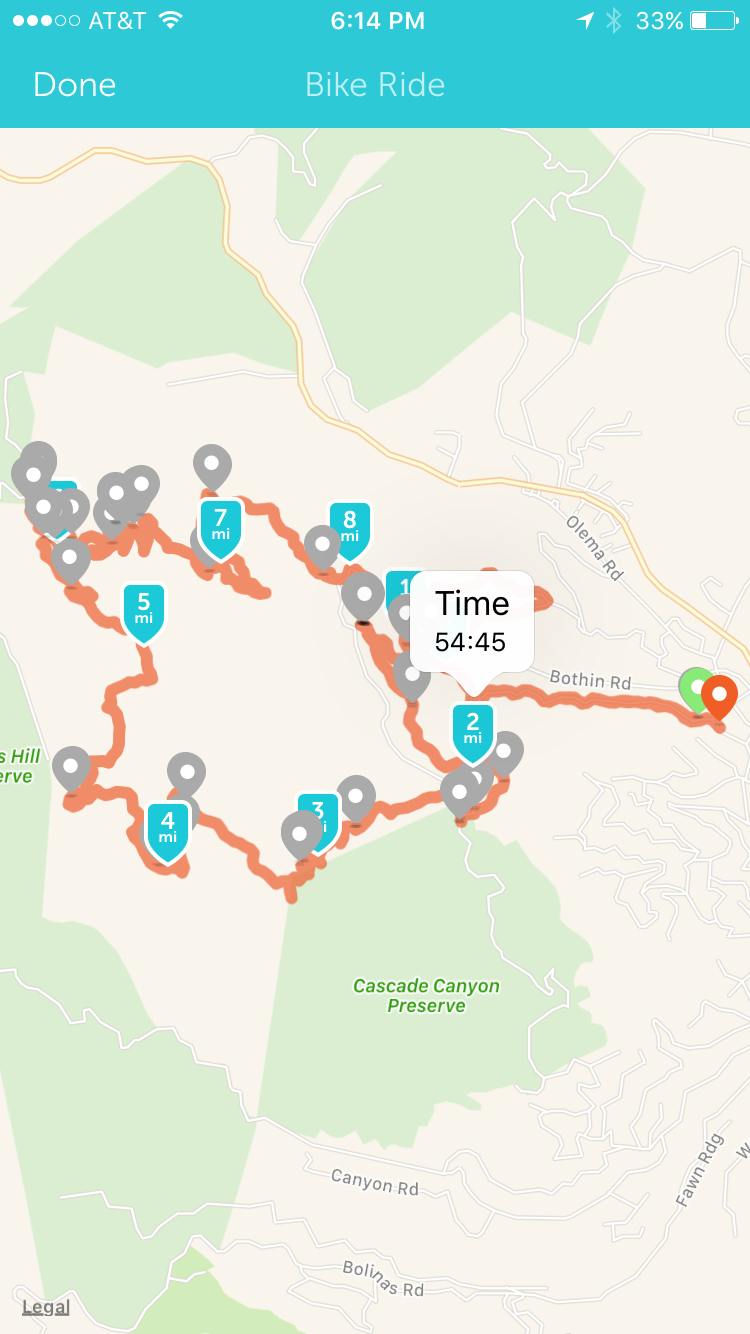 AT&T
6:14 PM
33%
Done
Bike Ride
7
mi
8
mi
Olema Rd
1
5
mi
Time
54:45
Bothin Rd
2
mi
s Hill
erve
3
i
4
mi
Cascade Canyon
Preserve
Canyon Rd
Fawn Rdg
W
Bolinas Rd
Legal